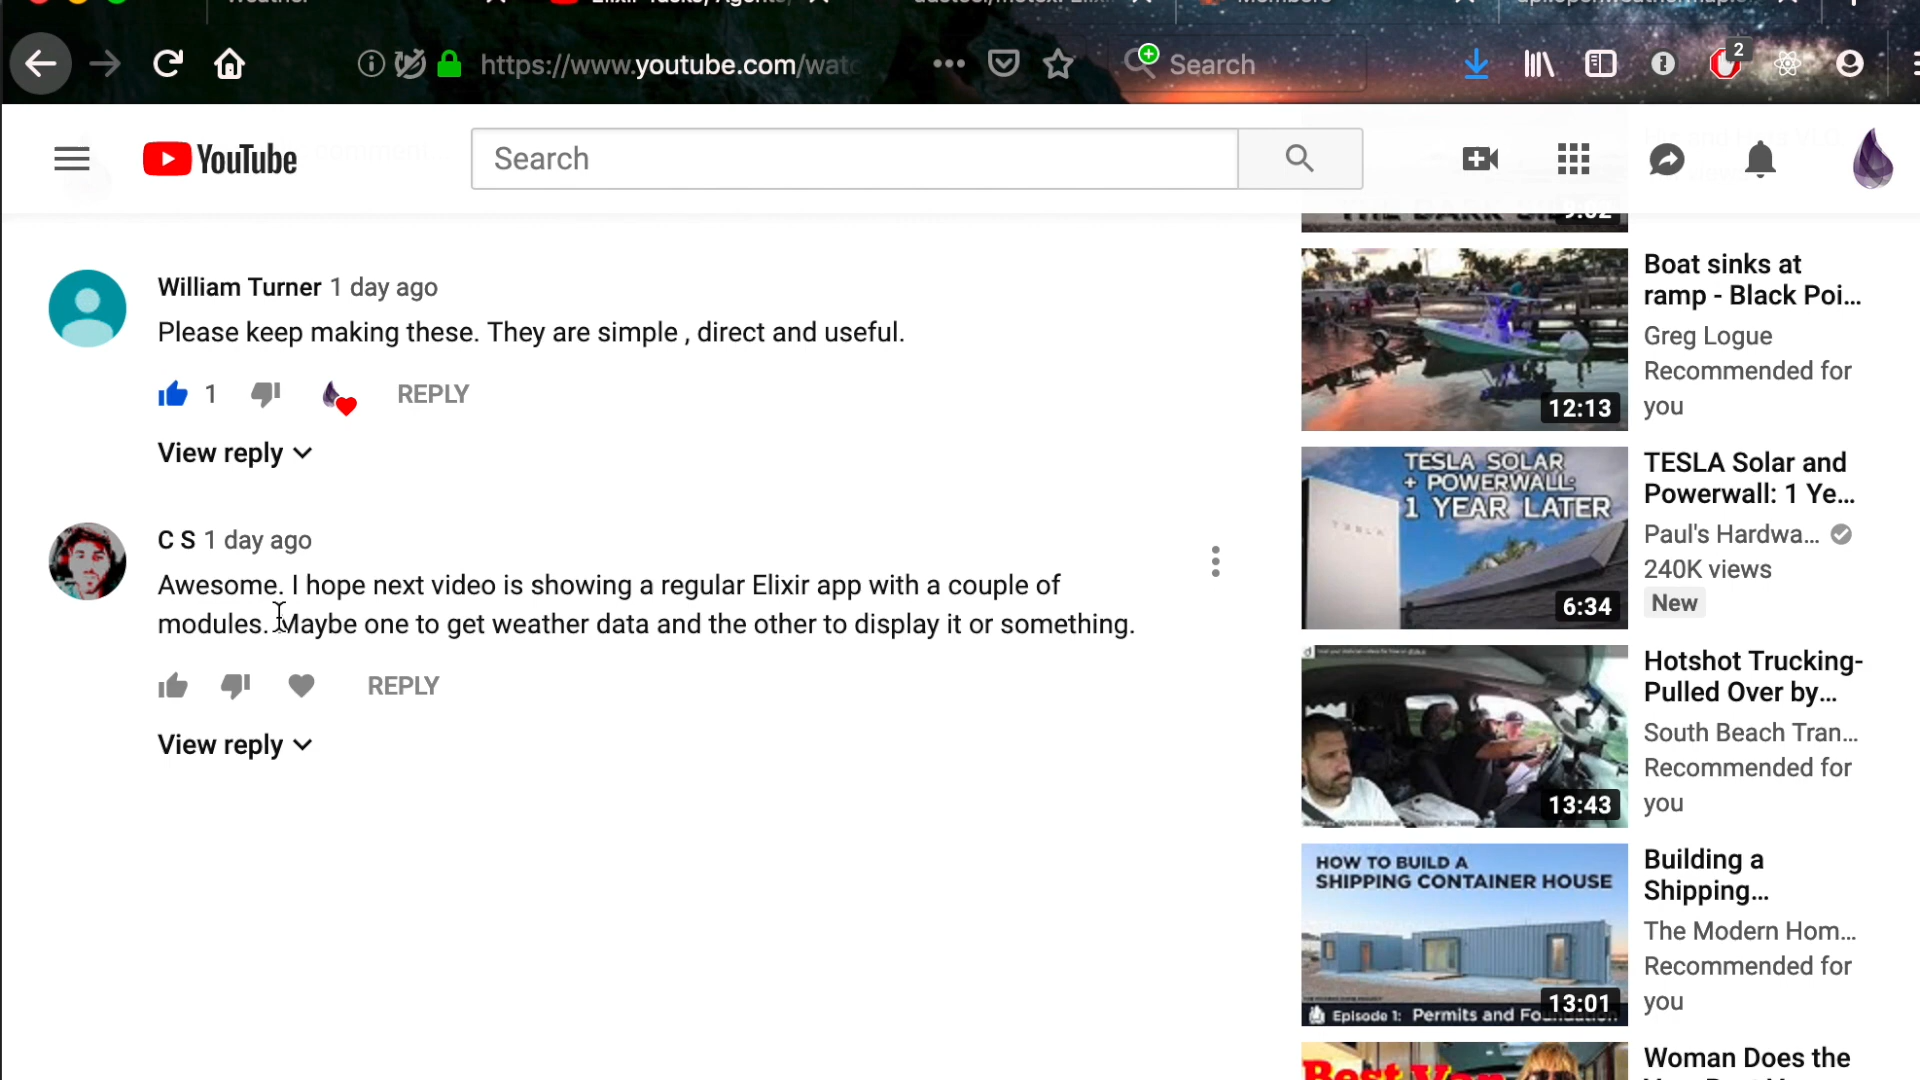 https://www.youtube.com/watc
Search
2
YouTube
Search
9:02
William Turner 1 day ago
Please keep making these. They are simple , direct and useful.
1
REPLY
View reply
C S 1 day ago
Awesome. I hope next video is showing a regular Elixir app with a couple of
modules. Maybe one to get weather data and the other to display it or something.
REPLY
View reply
Boat sinks at
ramp - Black Poi...
Greg Logue
Recommended for
you
12:13
TESLA SOLAR
+ POWERWALL:
1 YEAR LATER
TESLA
6:34
TESLA Solar and
Powerwall: 1 Ye...
Paul's Hardwa...
240K views
New
13:43
Hotshot Trucking-
Pulled Over by...
South Beach Tran...
Recommended for
you
HOW TO BUILD A
SHIPPING CONTAINER HOUSE
13:01
Episode 1: Permits and Foundation
Building a
Shipping...
The Modern Hom...
Recommended for
you
Woman Does the